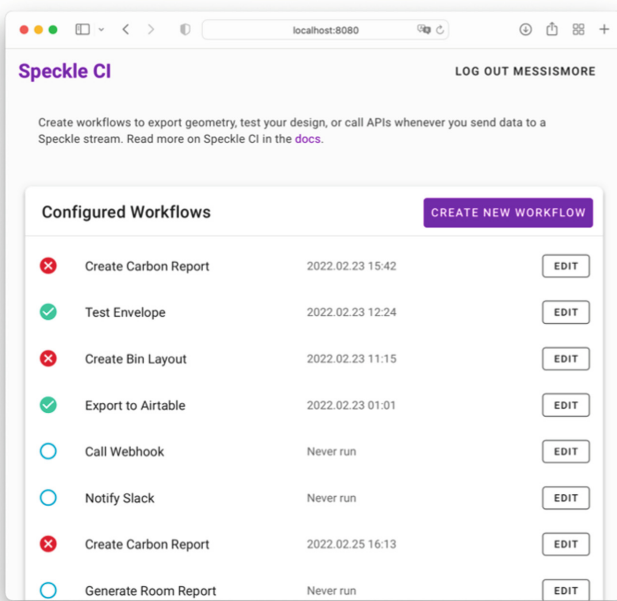 localhost:8080
Speckle CI
LOG OUT MESSISMORE
Create workflows to export geometry, test your design, or call APIs whenever you send data to a
Speckle stream. Read more on Speckle CI in the docs.
Configured Workflows
CREATE NEW WORKFLOW
Create Carbon Report 2022.02.23 15:42 EDIT
Test Envelope 2022.02.23 12:24 EDIT
Create Bin Layout 2022.02.23 11:15 EDIT
Export to Airtable 2022.02.23 01:01 EDIT
Call Webhook Never run EDIT
Notify Slack Never run EDIT
Create Carbon Report 2022.02.25 16:13 EDIT
Generate Room Report Never run EDIT